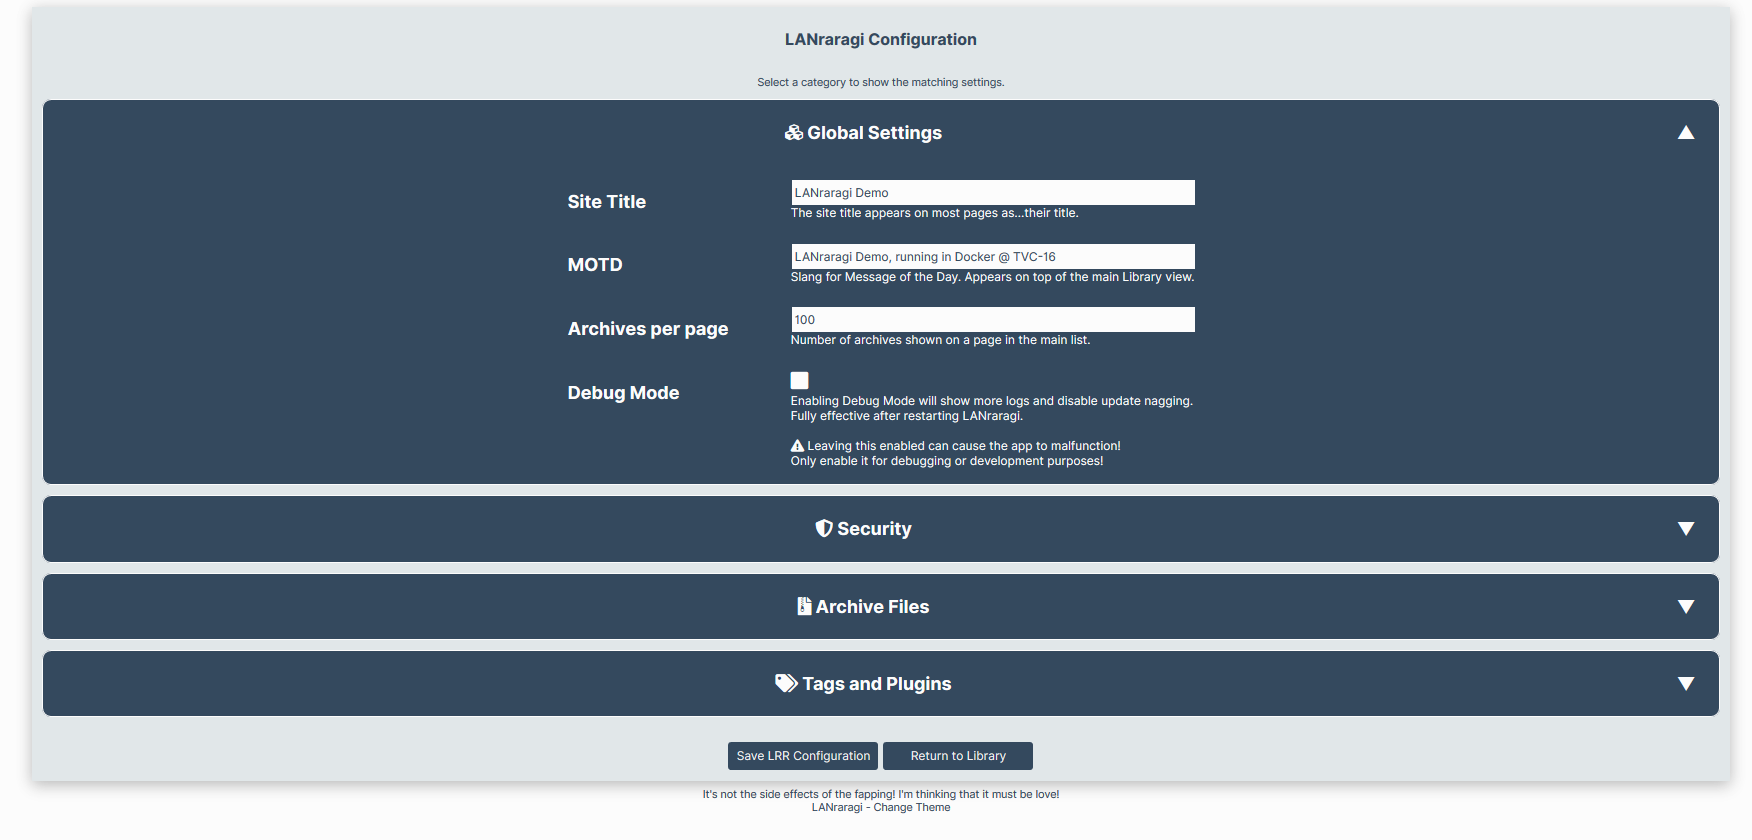 LANraragi Configuration
Select a category to show the matching settings.
Global Settings
Site Title
LANraragi Demo
The site title appears on most pages as...their title.
MOTD
LANraragi Demo, running in Docker @ TVC-16
Slang for Message of the Day. Appears on top of the main Library view.
Archives per page
100
Number of archives shown on a page in the main list.
Debug Mode
Enabling Debug Mode will show more logs and disable update nagging.
Fully effective after restarting LANraragi.
Leaving this enabled can cause the app to malfunction!
Only enable it for debugging or development purposes!
Security
Archive Files
Tags and Plugins
Save LRR Configuration
Return to Library
It's not the side effects of the fapping! I'm thinking that it must be love!
LANraragi - Change Theme